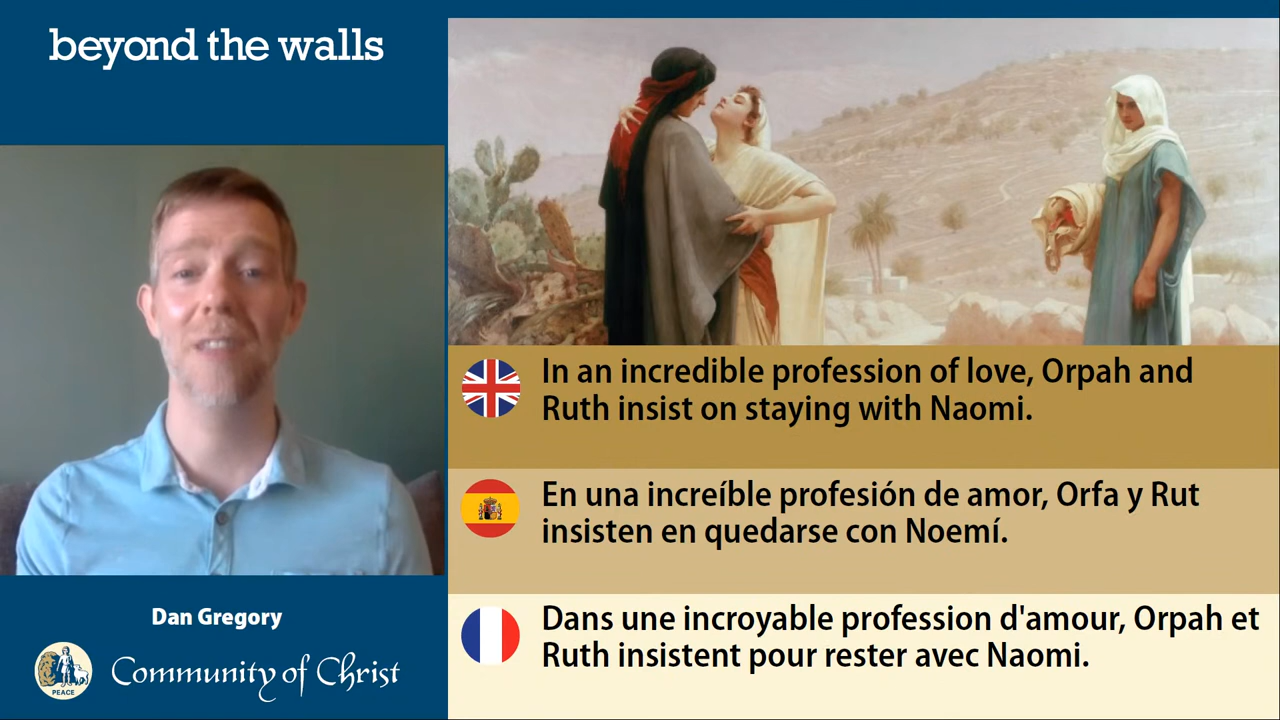 beyond the walls
In an incredible profession of love, Orpah and
Ruth insist on staying with Naomi.
En una increíble profesión de amor, Orfa y Rut
insisten en quedarse con Noemí.
Dans une incroyable profession d'amour, Orpah et
Ruth insistent pour rester avec Naomi.
Dan Gregory
PEACE
Community of Christ